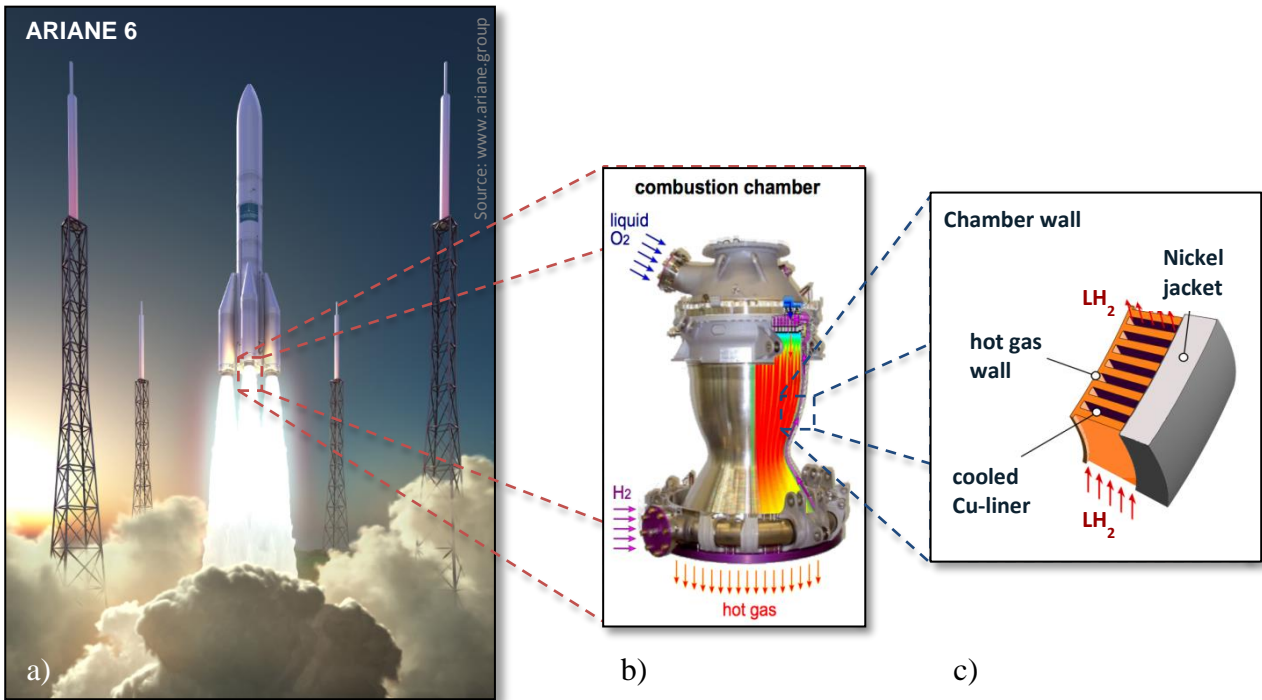 ARIANE 6
Source: www.ariane.group
a)
combustion chamber
liquid
O2
H2
hot gas
b)
Chamber wall
Nickel
jacket
LH2
hot gas
wall
cooled
Cu-liner
LH2
c)